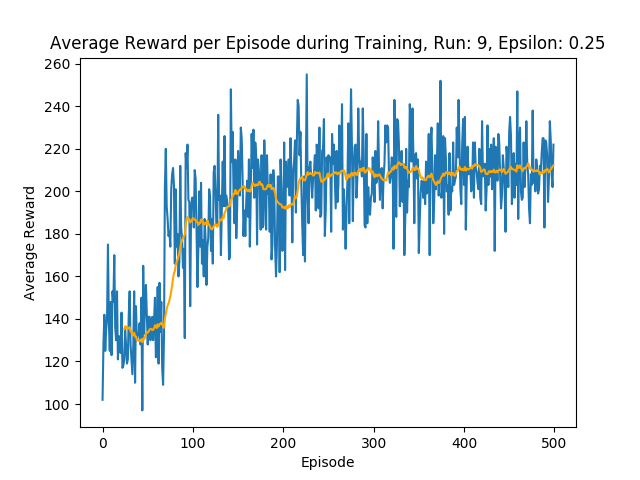 Average Reward per Episode during Training, Run: 9, Epsilon: 0.25
260
240
220
200
180
160
140
120
100
Average Reward
0 100 200 300 400 500
Episode